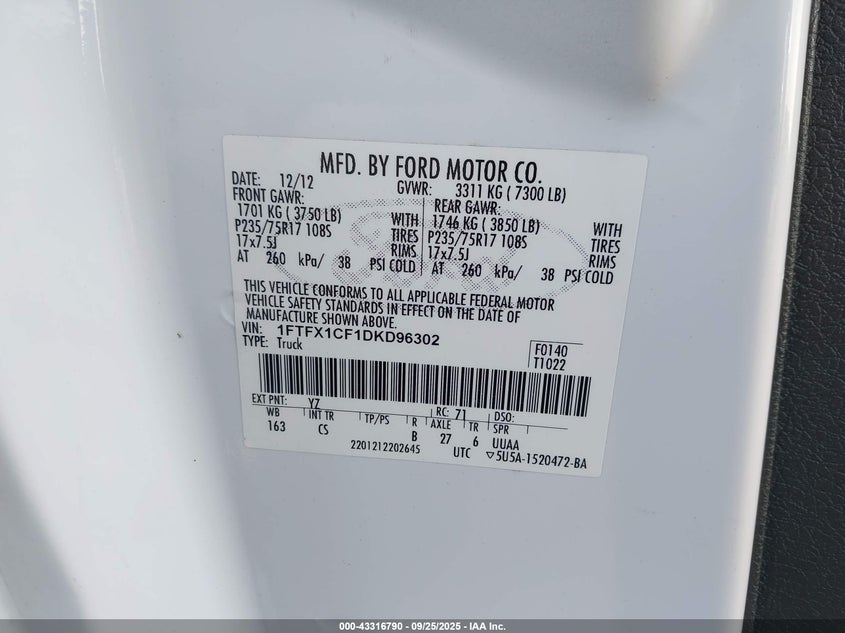 MFD. BY FORD MOTOR CO.
DATE: 12/12 GVWR: 3311 KG ( 7300 LB)
FRONT GAWR: REAR GAWR:
1701 KG ( 3750 LB) WITH 1746 KG ( 3850 LB) WITH
P235/75R17 108S TIRES P235/75R17 108S TIRES
17x7.5J RIMS 17x7.5J RIMS
AT 260 kPa/ 38 PSI COLD AT 260 kPa/ 38 PSI COLD
THIS VEHICLE CONFORMS TO ALL APPLICABLE FEDERAL MOTOR
VEHICLE SAFETY STANDARDS IN EFFECT ON THE DATE OF
MANUFACTURE SHOWN ABOVE.
VIN: 1FTFX1CF1DKD96302
TYPE: Truck
F0140
T1022
EXT PNT: YZ RC: 71 DSO:
WB INT TR TP/PS R AXLE TR SPR
163 CS B 27 6 UUAA
2201212202645 UTC ▽5U5A-1520472-BA
000-43316790 - 09/25/2025 - IAA Inc.